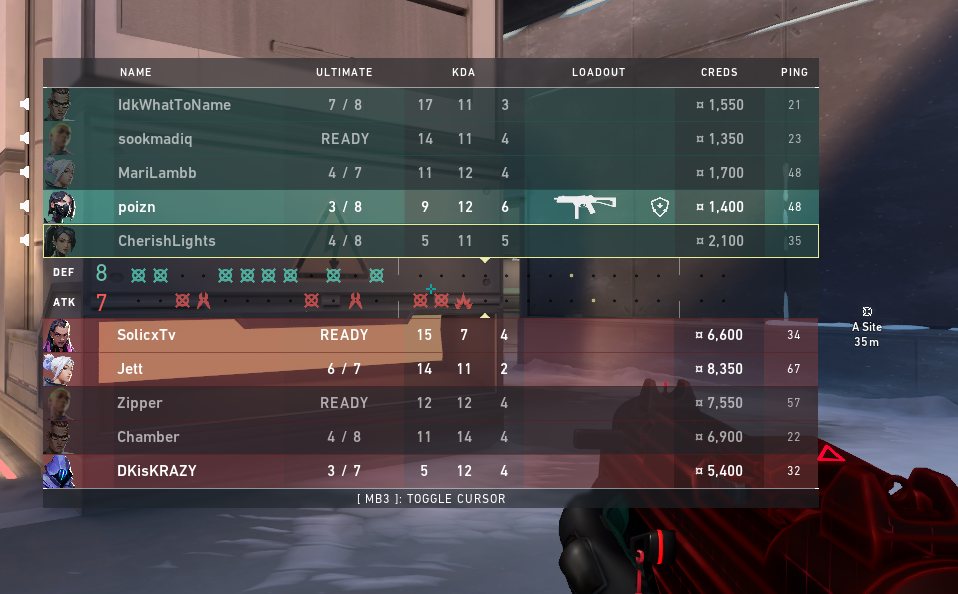 NAME ULTIMATE KDA LOADOUT CREDS PING
IdkWhatToName 7 / 8 17 11 3 ¤ 1,550 21
sookmadiq READY 14 11 4 ¤ 1,350 23
MariLambb 4 / 7 11 12 4 ¤ 1,700 48
poizn 3 / 8 9 12 6 ¤ 1,400 48
CherishLights 4 / 8 5 11 5 ¤ 2,100 35
DEF 8
ATK 7
SolicxTv READY 15 7 4 ¤ 6,600 34
Jett 6 / 7 14 11 2 ¤ 8,350 67
Zipper READY 12 12 4 ¤ 7,550 57
Chamber 4 / 8 11 14 4 ¤ 6,900 22
DKisKRAZY 3 / 7 5 12 4 ¤ 5,400 32
[ MB3 ]: TOGGLE CURSOR
A Site
35m